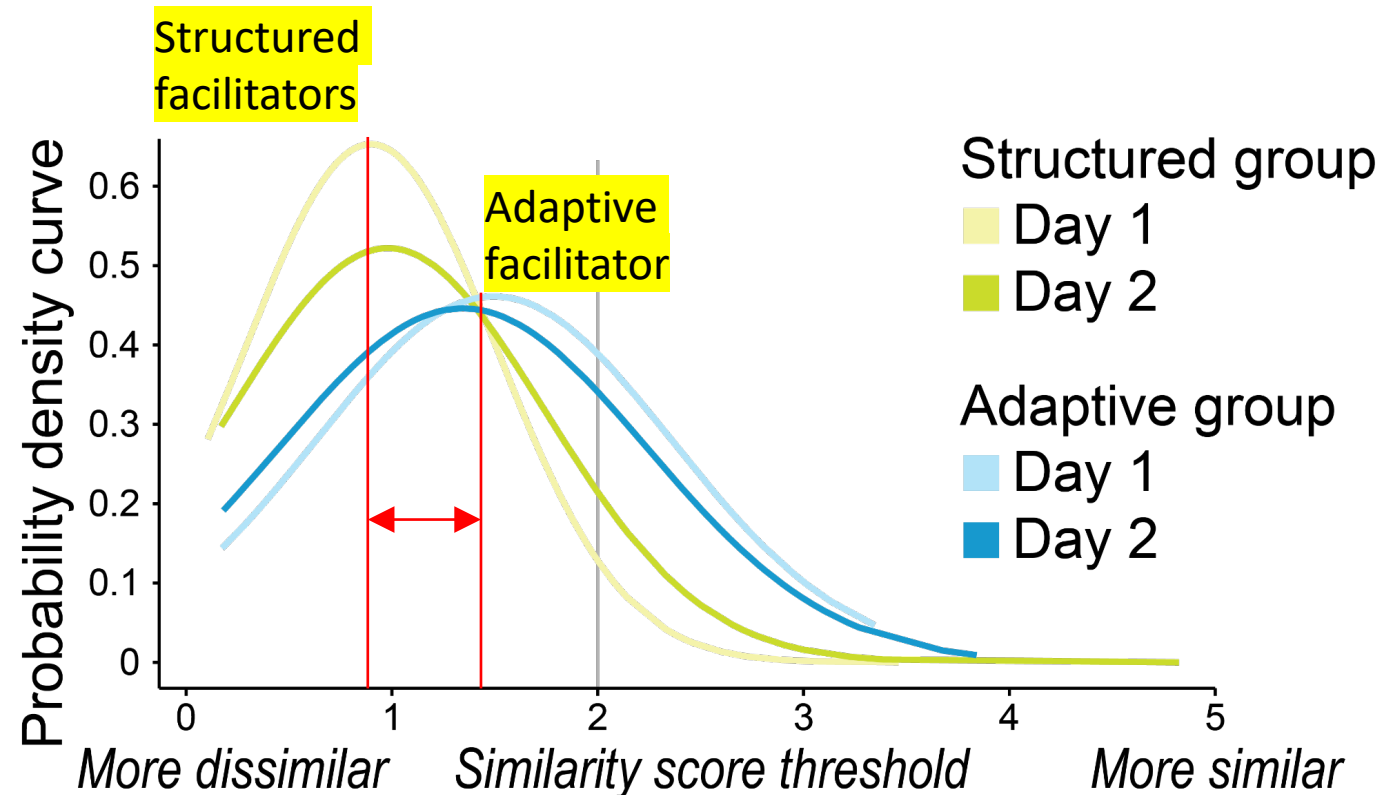 Structured
facilitators
Adaptive
facilitator
Structured group
Day 1
Day 2
Adaptive group
Day 1
Day 2
Probability density curve
0.6
0.5
0.4
0.3
0.2
0.1
0
0 1 2 3 4 5
More dissimilar Similarity score threshold More similar